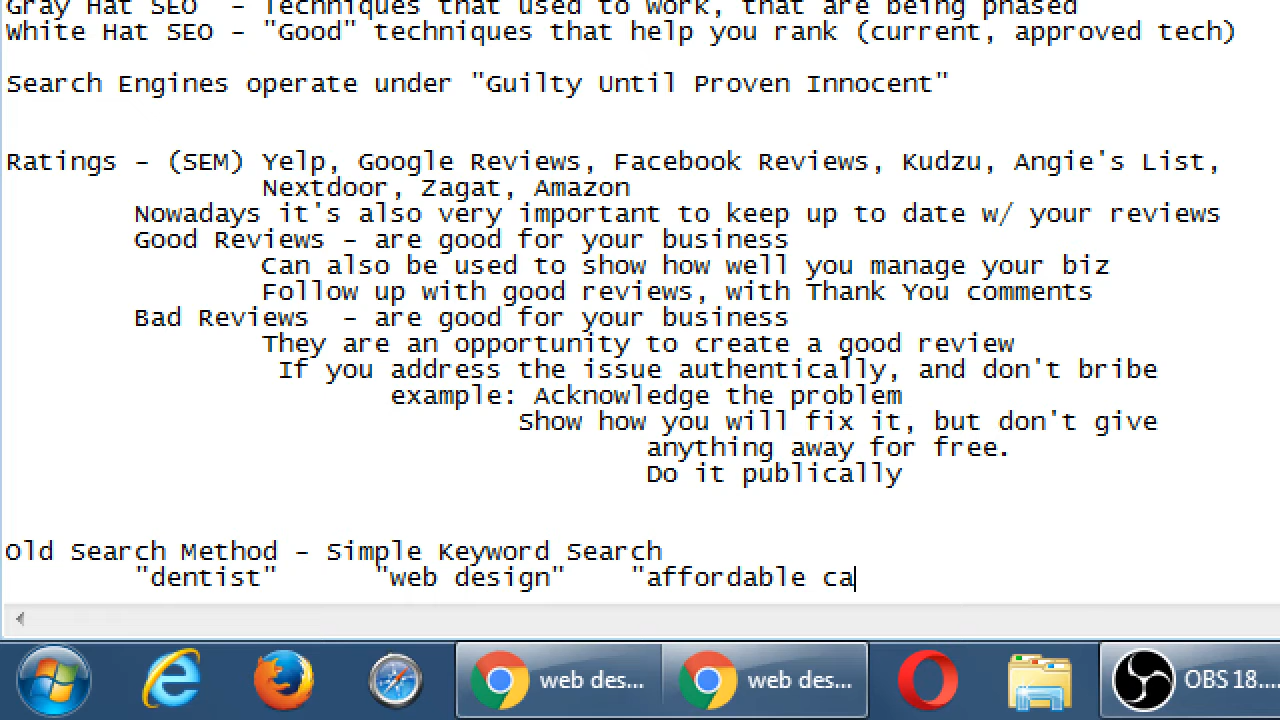 Gray Hat SEO - Techniques that used to work, that are being phased
White Hat SEO - "Good" techniques that help you rank (current, approved tech)
Search Engines operate under "Guilty Until Proven Innocent"
Ratings - (SEM) Yelp, Google Reviews, Facebook Reviews, Kudzu, Angie's List,
Nextdoor, Zagat, Amazon
Nowadays it's also very important to keep up to date w/ your reviews
Good Reviews - are good for your business
Can also be used to show how well you manage your biz
Follow up with good reviews, with Thank You comments
Bad Reviews - are good for your business
They are an opportunity to create a good review
If you address the issue authentically, and don't bribe
example: Acknowledge the problem
Show how you will fix it, but don't give
anything away for free.
Do it publically
Old Search Method - Simple Keyword Search
"dentist" "web design" "affordable ca
web des... web des... OBS 18....